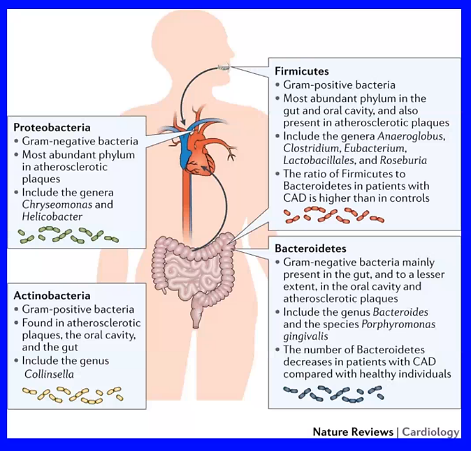 Firmicutes
• Gram-positive bacteria
• Most abundant phylum in the
gut and oral cavity, and also
present in atherosclerotic plaques
• Include the genera Anaeroglobus,
Clostridium, Eubacterium,
Lactobacillales, and Roseburia
• The ratio of Firmicutes to
Bacteroidetes in patients with
CAD is higher than in controls
Proteobacteria
• Gram-negative bacteria
• Most abundant phylum
in atherosclerotic
plaques
• Include the genera
Chryseomonas and
Helicobacter
Bacteroidetes
• Gram-negative bacteria mainly
present in the gut, and to a lesser
extent, in the oral cavity and
atherosclerotic plaques
• Include the genus Bacteroides
and the species Porphyromonas
gingivalis
• The number of Bacteroidetes
decreases in patients with CAD
compared with healthy individuals
Actinobacteria
• Gram-positive bacteria
• Found in atherosclerotic
plaques, the oral cavity,
and the gut
• Include the genus
Collinsella
Nature Reviews | Cardiology